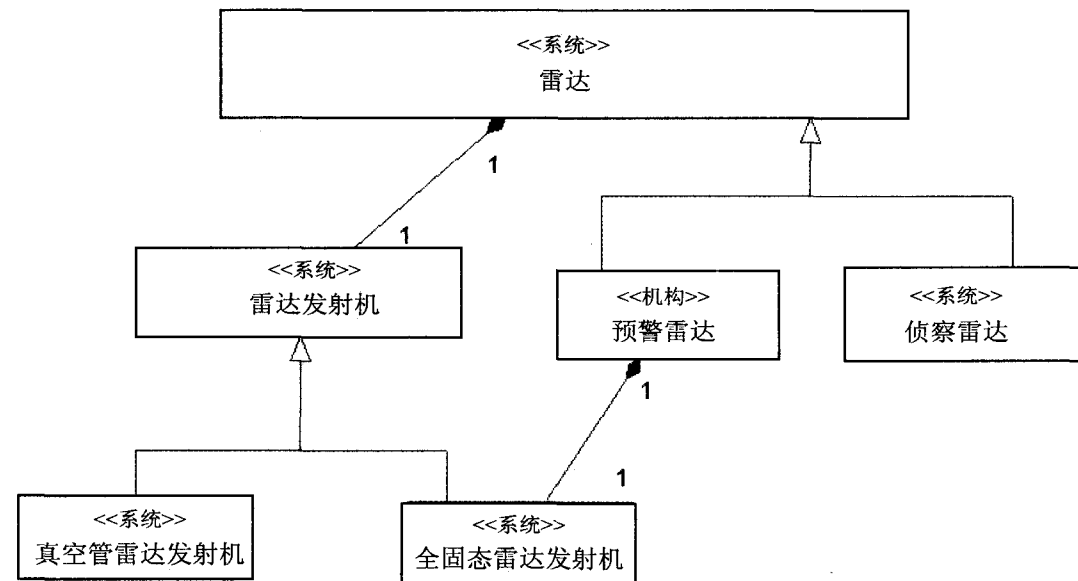 <<系统>>
雷达
1
1
<<系统>>
雷达发射机
<<机构>>
预警雷达
<<系统>>
侦察雷达
1
1
<<系统>>
真空管雷达发射机
<<系统>>
全固态雷达发射机